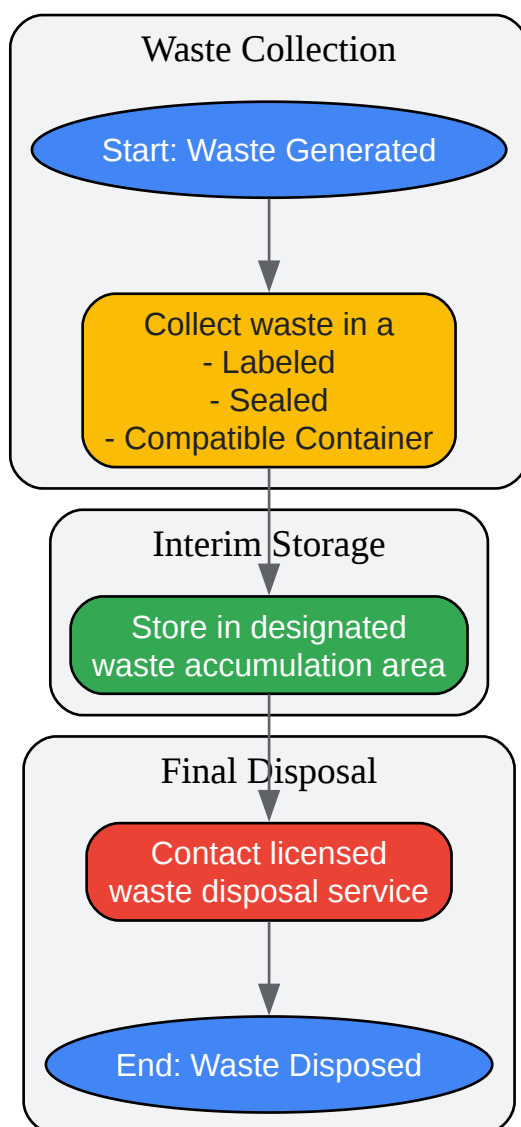 Waste Collection
Start: Waste Generated
Collect waste in a
- Labeled
- Sealed
- Compatible Container
Interim Storage
Store in designated
waste accumulation area
Final Disposal
Contact licensed
waste disposal service
End: Waste Disposed